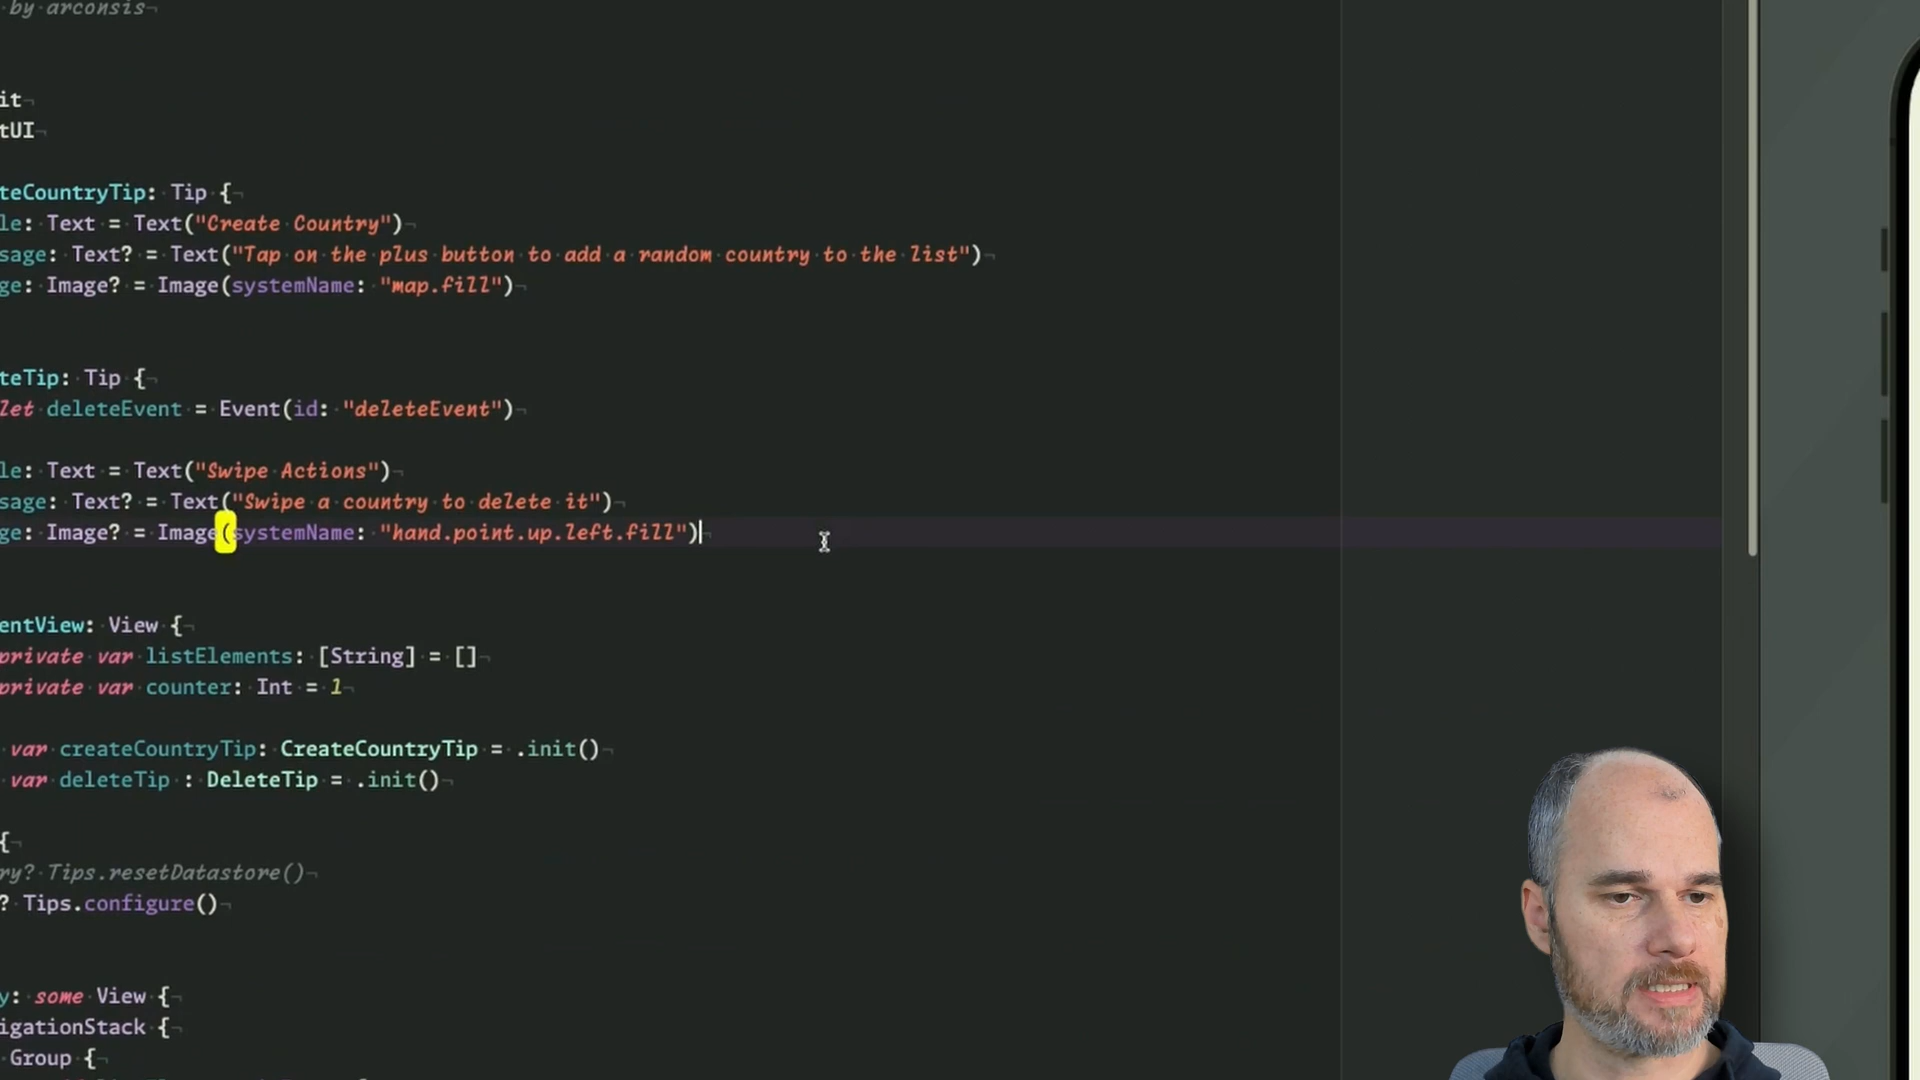 by arconsis
it
tUI
teCountryTip: Tip {
le: Text = Text("Create Country")
sage: Text? = Text("Tap on the plus button to add a random country to the list")
ge: Image? = Image(systemName: "map.fill")
teTip: Tip {
let deleteEvent = Event(id: "deleteEvent")
le: Text = Text("Swipe Actions")
sage: Text? = Text("Swipe a country to delete it")
ge: Image? = Image(systemName: "hand.point.up.left.fill")
entView: View {
private var listElements: [String] = []
private var counter: Int = 1
var createCountryTip: CreateCountryTip = .init()
var deleteTip : DeleteTip = .init()
{
ry? Tips.resetDatastore()
? Tips.configure()
y: some View {
igationStack {
Group {